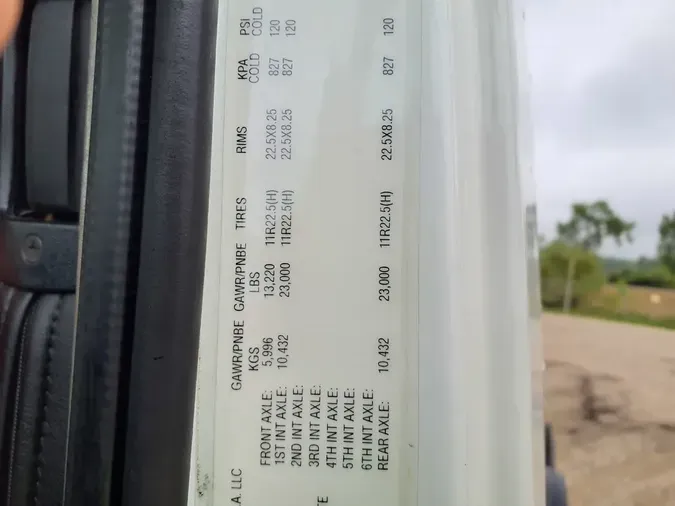 A. LLC
GAWR/PNBE GAWR/PNBE TIRES RIMS KPA PSI
KGS LBS COLD COLD
FRONT AXLE: 5,996 13,220 11R22.5(H) 22.5X8.25 827 120
1ST INT AXLE: 10,432 23,000 11R22.5(H) 22.5X8.25 827 120
2ND INT AXLE:
3RD INT AXLE:
4TH INT AXLE:
5TH INT AXLE:
6TH INT AXLE:
REAR AXLE: 10,432 23,000 11R22.5(H) 22.5X8.25 827 120
TE